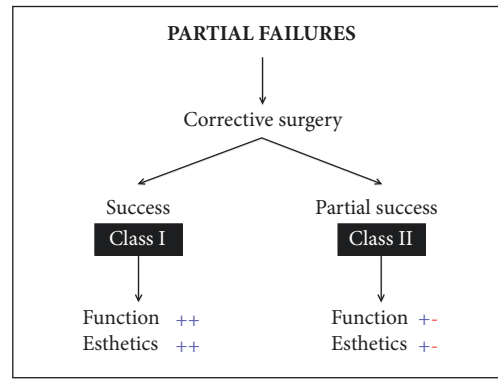 PARTIAL FAILURES
Corrective surgery
Success
Class I
Partial success
Class II
Function ++
Esthetics ++
Function +-
Esthetics +-